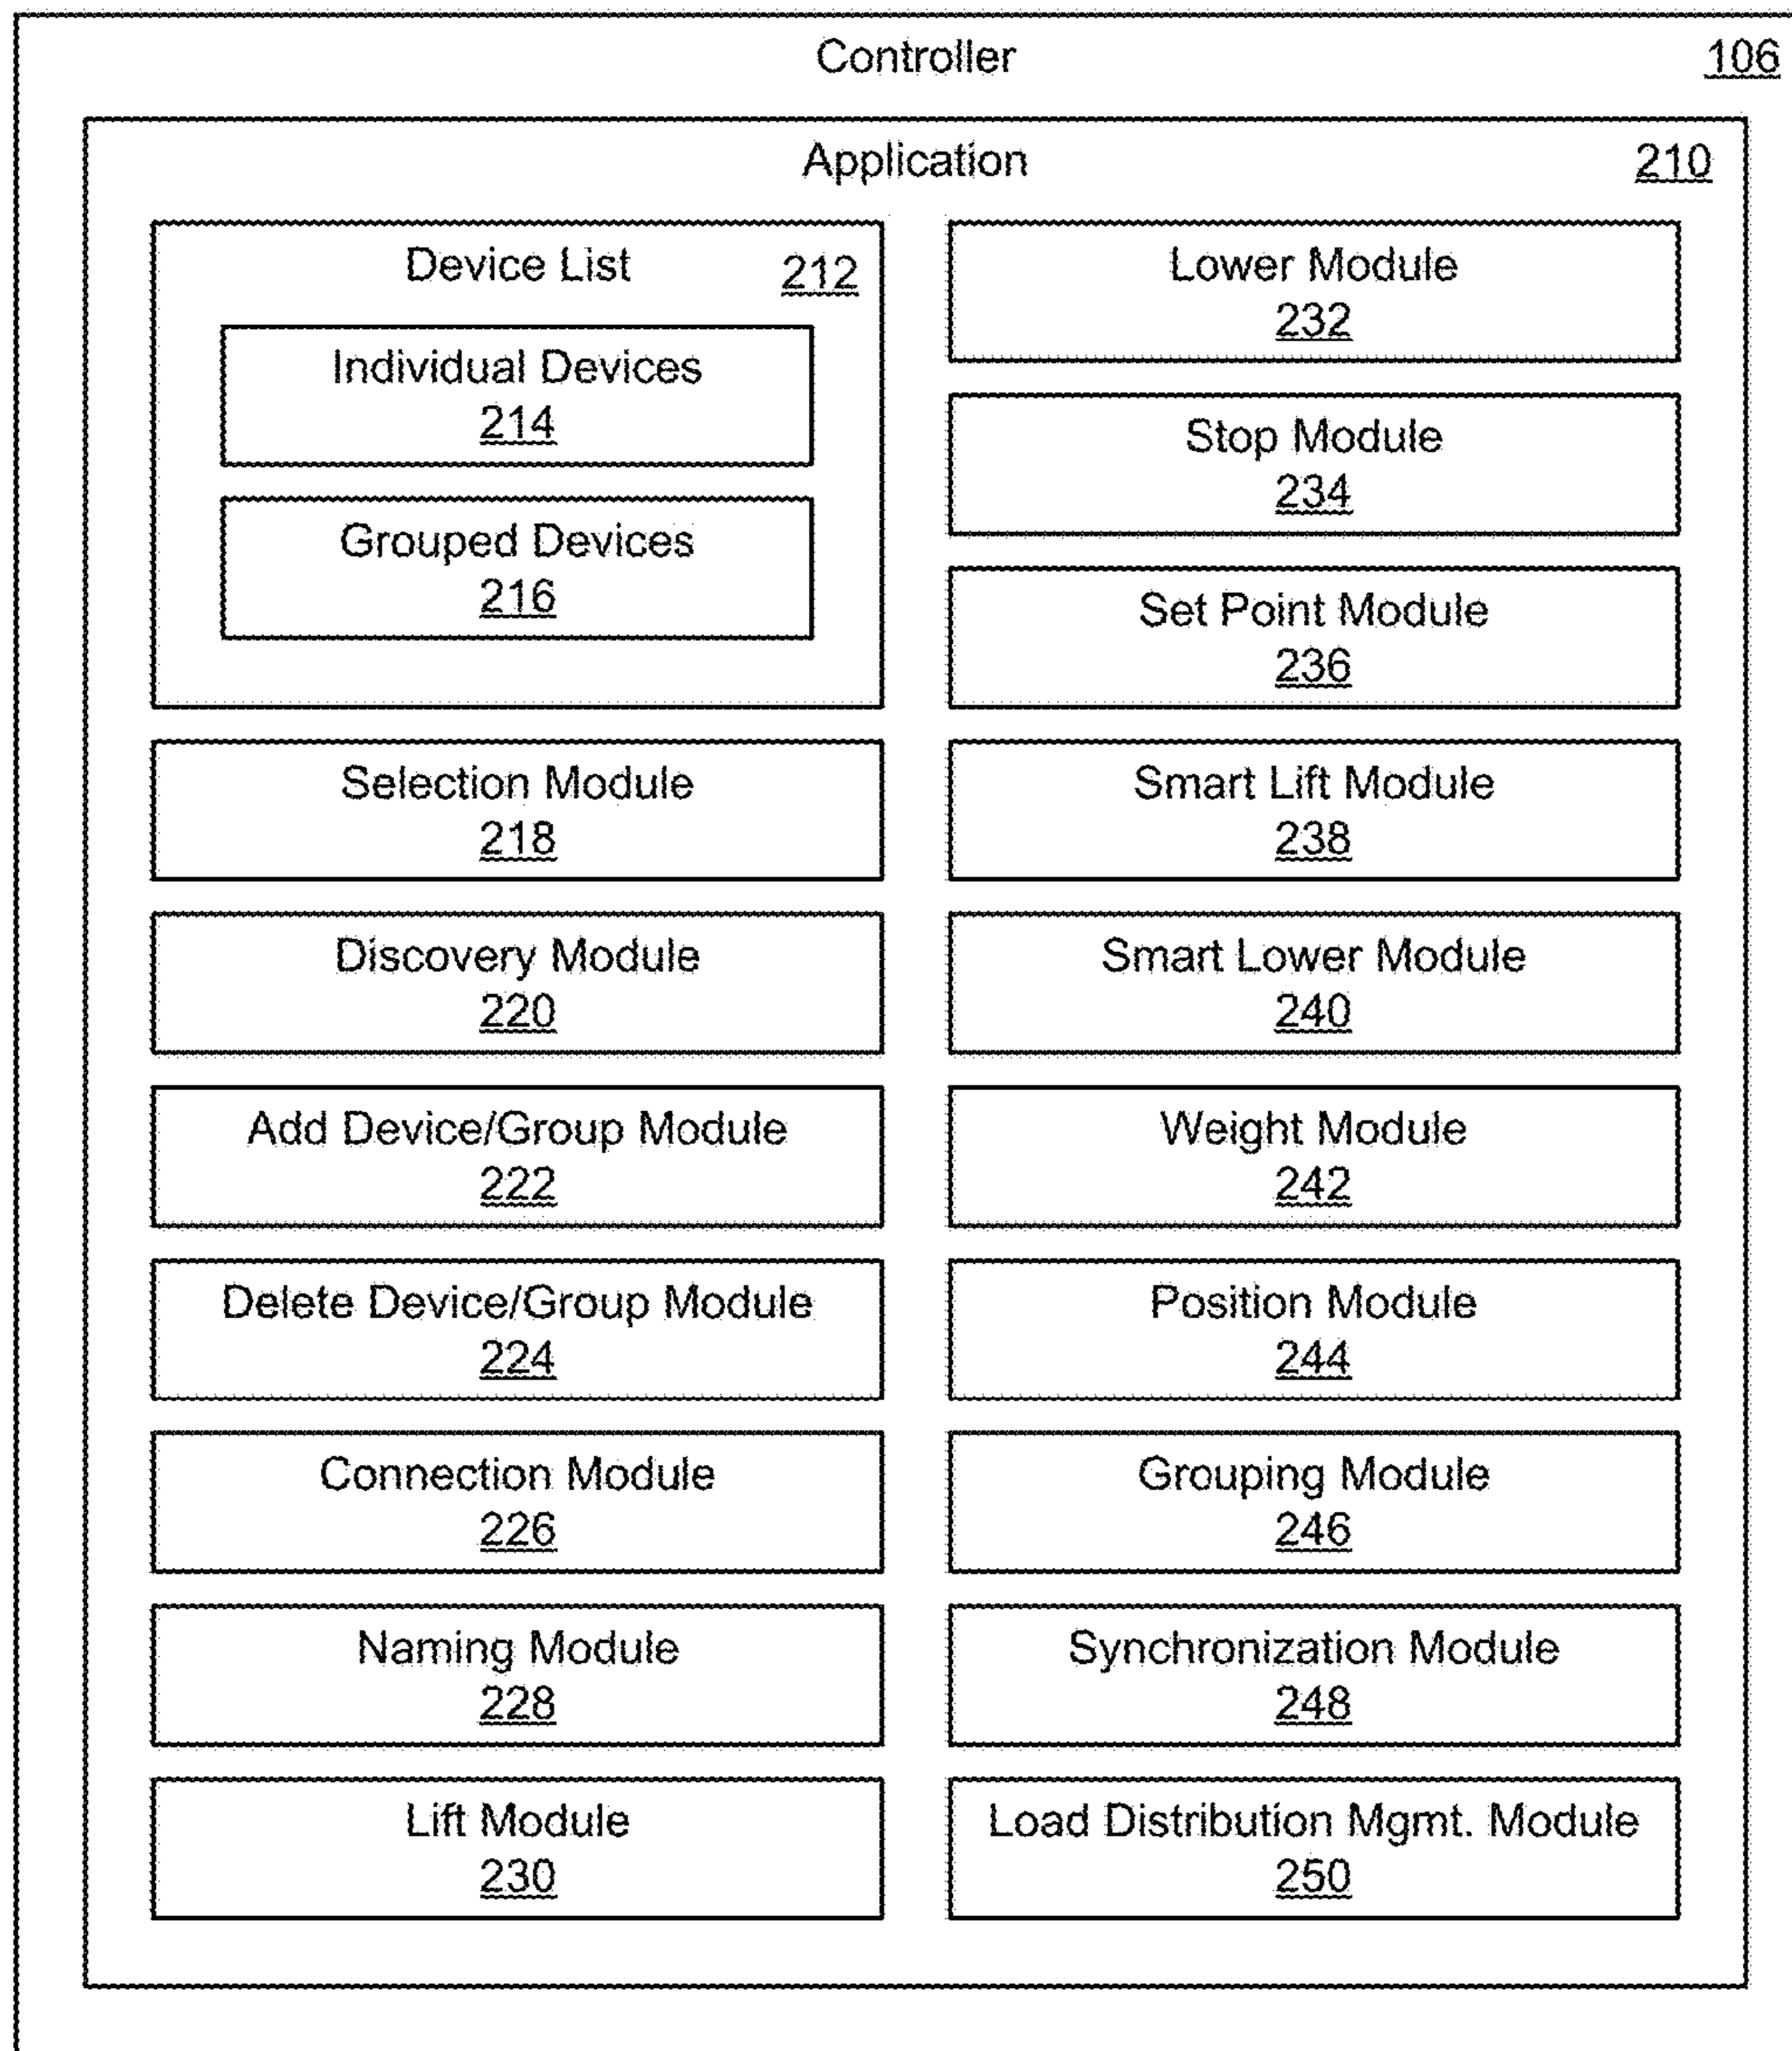 Controller
106
Application
210
Device List
212
Individual Devices
214
Grouped Devices
216
Selection Module
218
Discovery Module
220
Add Device/Group Module
222
Delete Device/Group Module
224
Connection Module
226
Naming Module
228
Lift Module
230
Lower Module
232
Stop Module
234
Set Point Module
236
Smart Lift Module
238
Smart Lower Module
240
Weight Module
242
Position Module
244
Grouping Module
246
Synchronization Module
248
Load Distribution Mgmt. Module
250